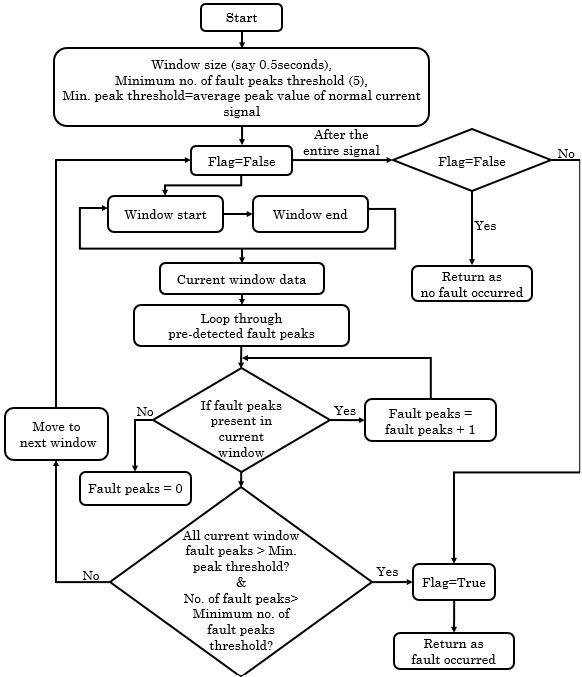 Start
Window size (say 0.5seconds),
Minimum no. of fault peaks threshold (5),
Min. peak threshold=average peak value of normal current
signal
After the
entire signal
Flag=False
Flag=False
No
Yes
Window start
Window end
Return as
no fault occurred
Current window data
Loop through
pre-detected fault peaks
No
If fault peaks
present in
current
window
Yes
Fault peaks =
fault peaks + 1
Move to
next window
Fault peaks = 0
All current window
fault peaks > Min.
peak threshold?
&
No. of fault peaks>
Minimum no. of
fault peaks
threshold?
No
Yes
Flag=True
Return as
fault occurred